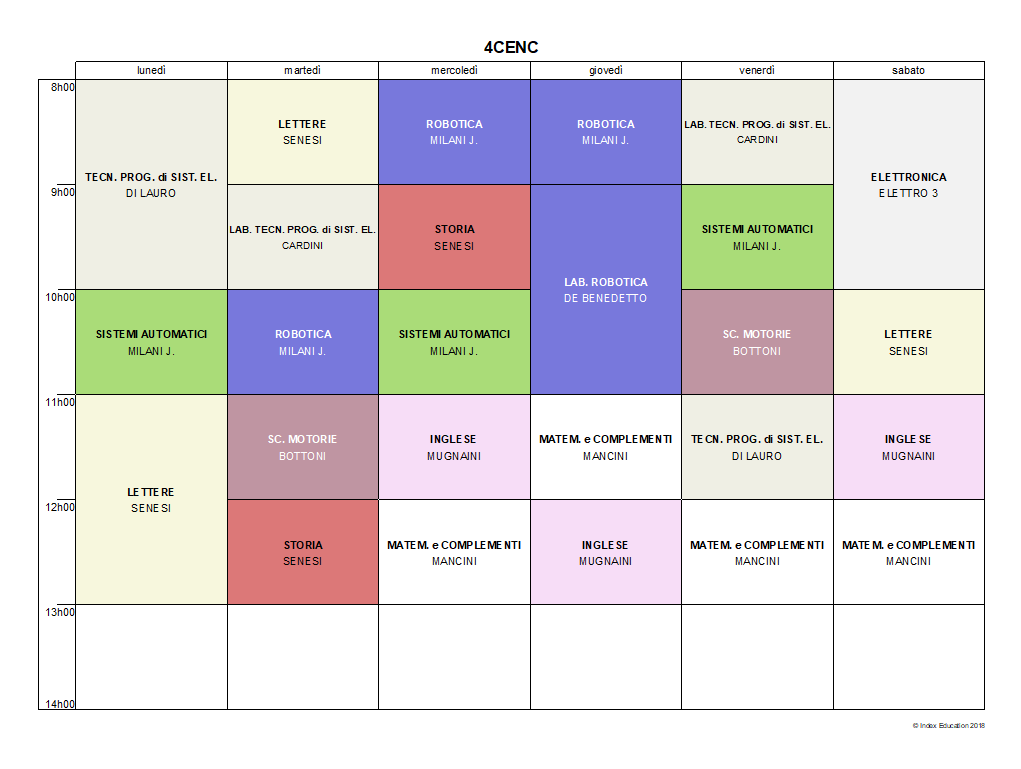 4CENC
lunedì martedì mercoledì giovedì venerdì sabato
8h00
LETTERE ROBOTICA ROBOTICA LAB. TECN. PROG. di SIST. EL.
SENESI MILANI J. MILANI J. CARDINI
TECN. PROG. di SIST. EL. ELETTRONICA
9h00 DI LAURO ELETTRO 3
LAB. TECN. PROG. di SIST. EL. STORIA SISTEMI AUTOMATICI
CARDINI SENESI MILANI J.
LAB. ROBOTICA
10h00 DE BENEDETTO
SISTEMI AUTOMATICI ROBOTICA SISTEMI AUTOMATICI SC. MOTORIE LETTERE
MILANI J. MILANI J. MILANI J. BOTTONI SENESI
11h00
SC. MOTORIE INGLESE MATEM. e COMPLEMENTI TECN. PROG. di SIST. EL. INGLESE
BOTTONI MUGNAINI MANCINI DI LAURO MUGNAINI
LETTERE
12h00 SENESI
STORIA MATEM. e COMPLEMENTI INGLESE MATEM. e COMPLEMENTI MATEM. e COMPLEMENTI
SENESI MANCINI MUGNAINI MANCINI MANCINI
13h00
14h00
© Index Education 2018